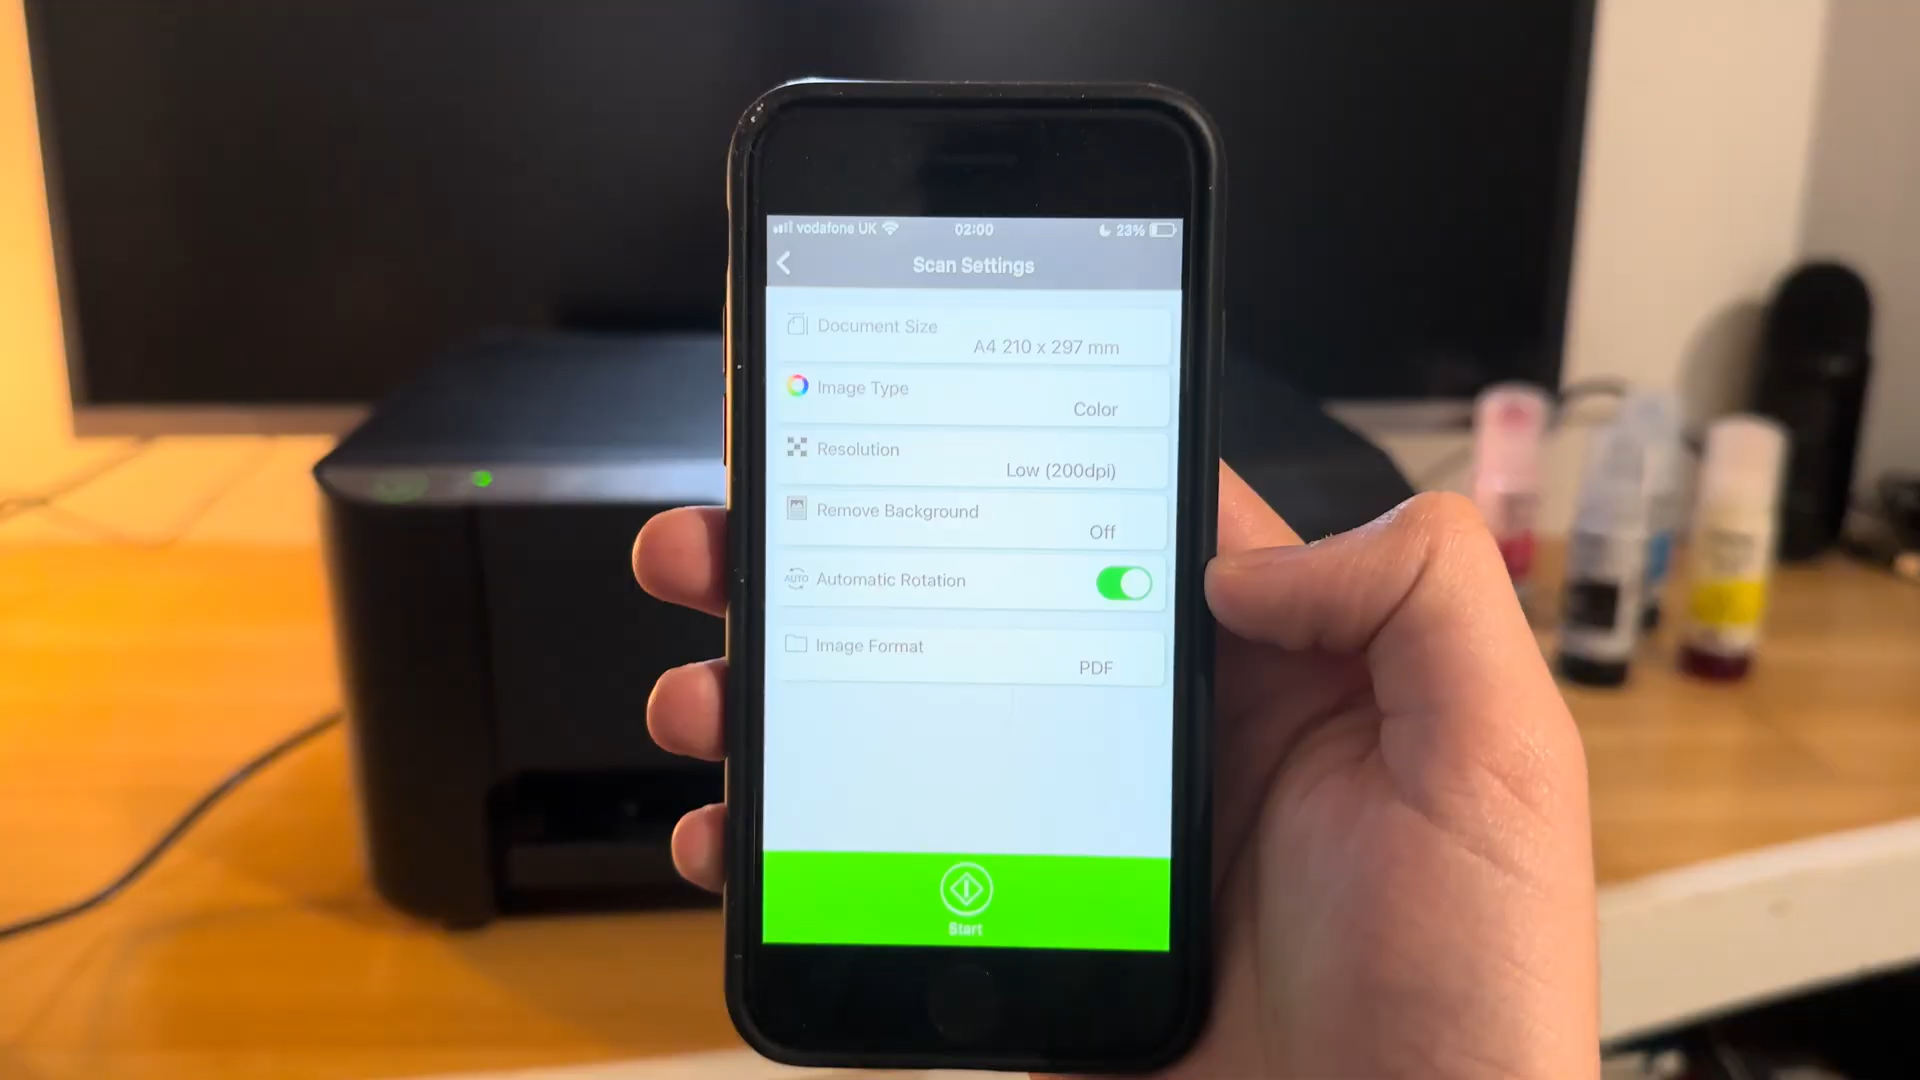 vodafone UK 02:00 23%
Scan Settings
Document Size
A4 210 x 297 mm
Image Type
Color
Resolution
Low (200dpi)
Remove Background
Off
AUTO Automatic Rotation
Image Format
PDF
Start